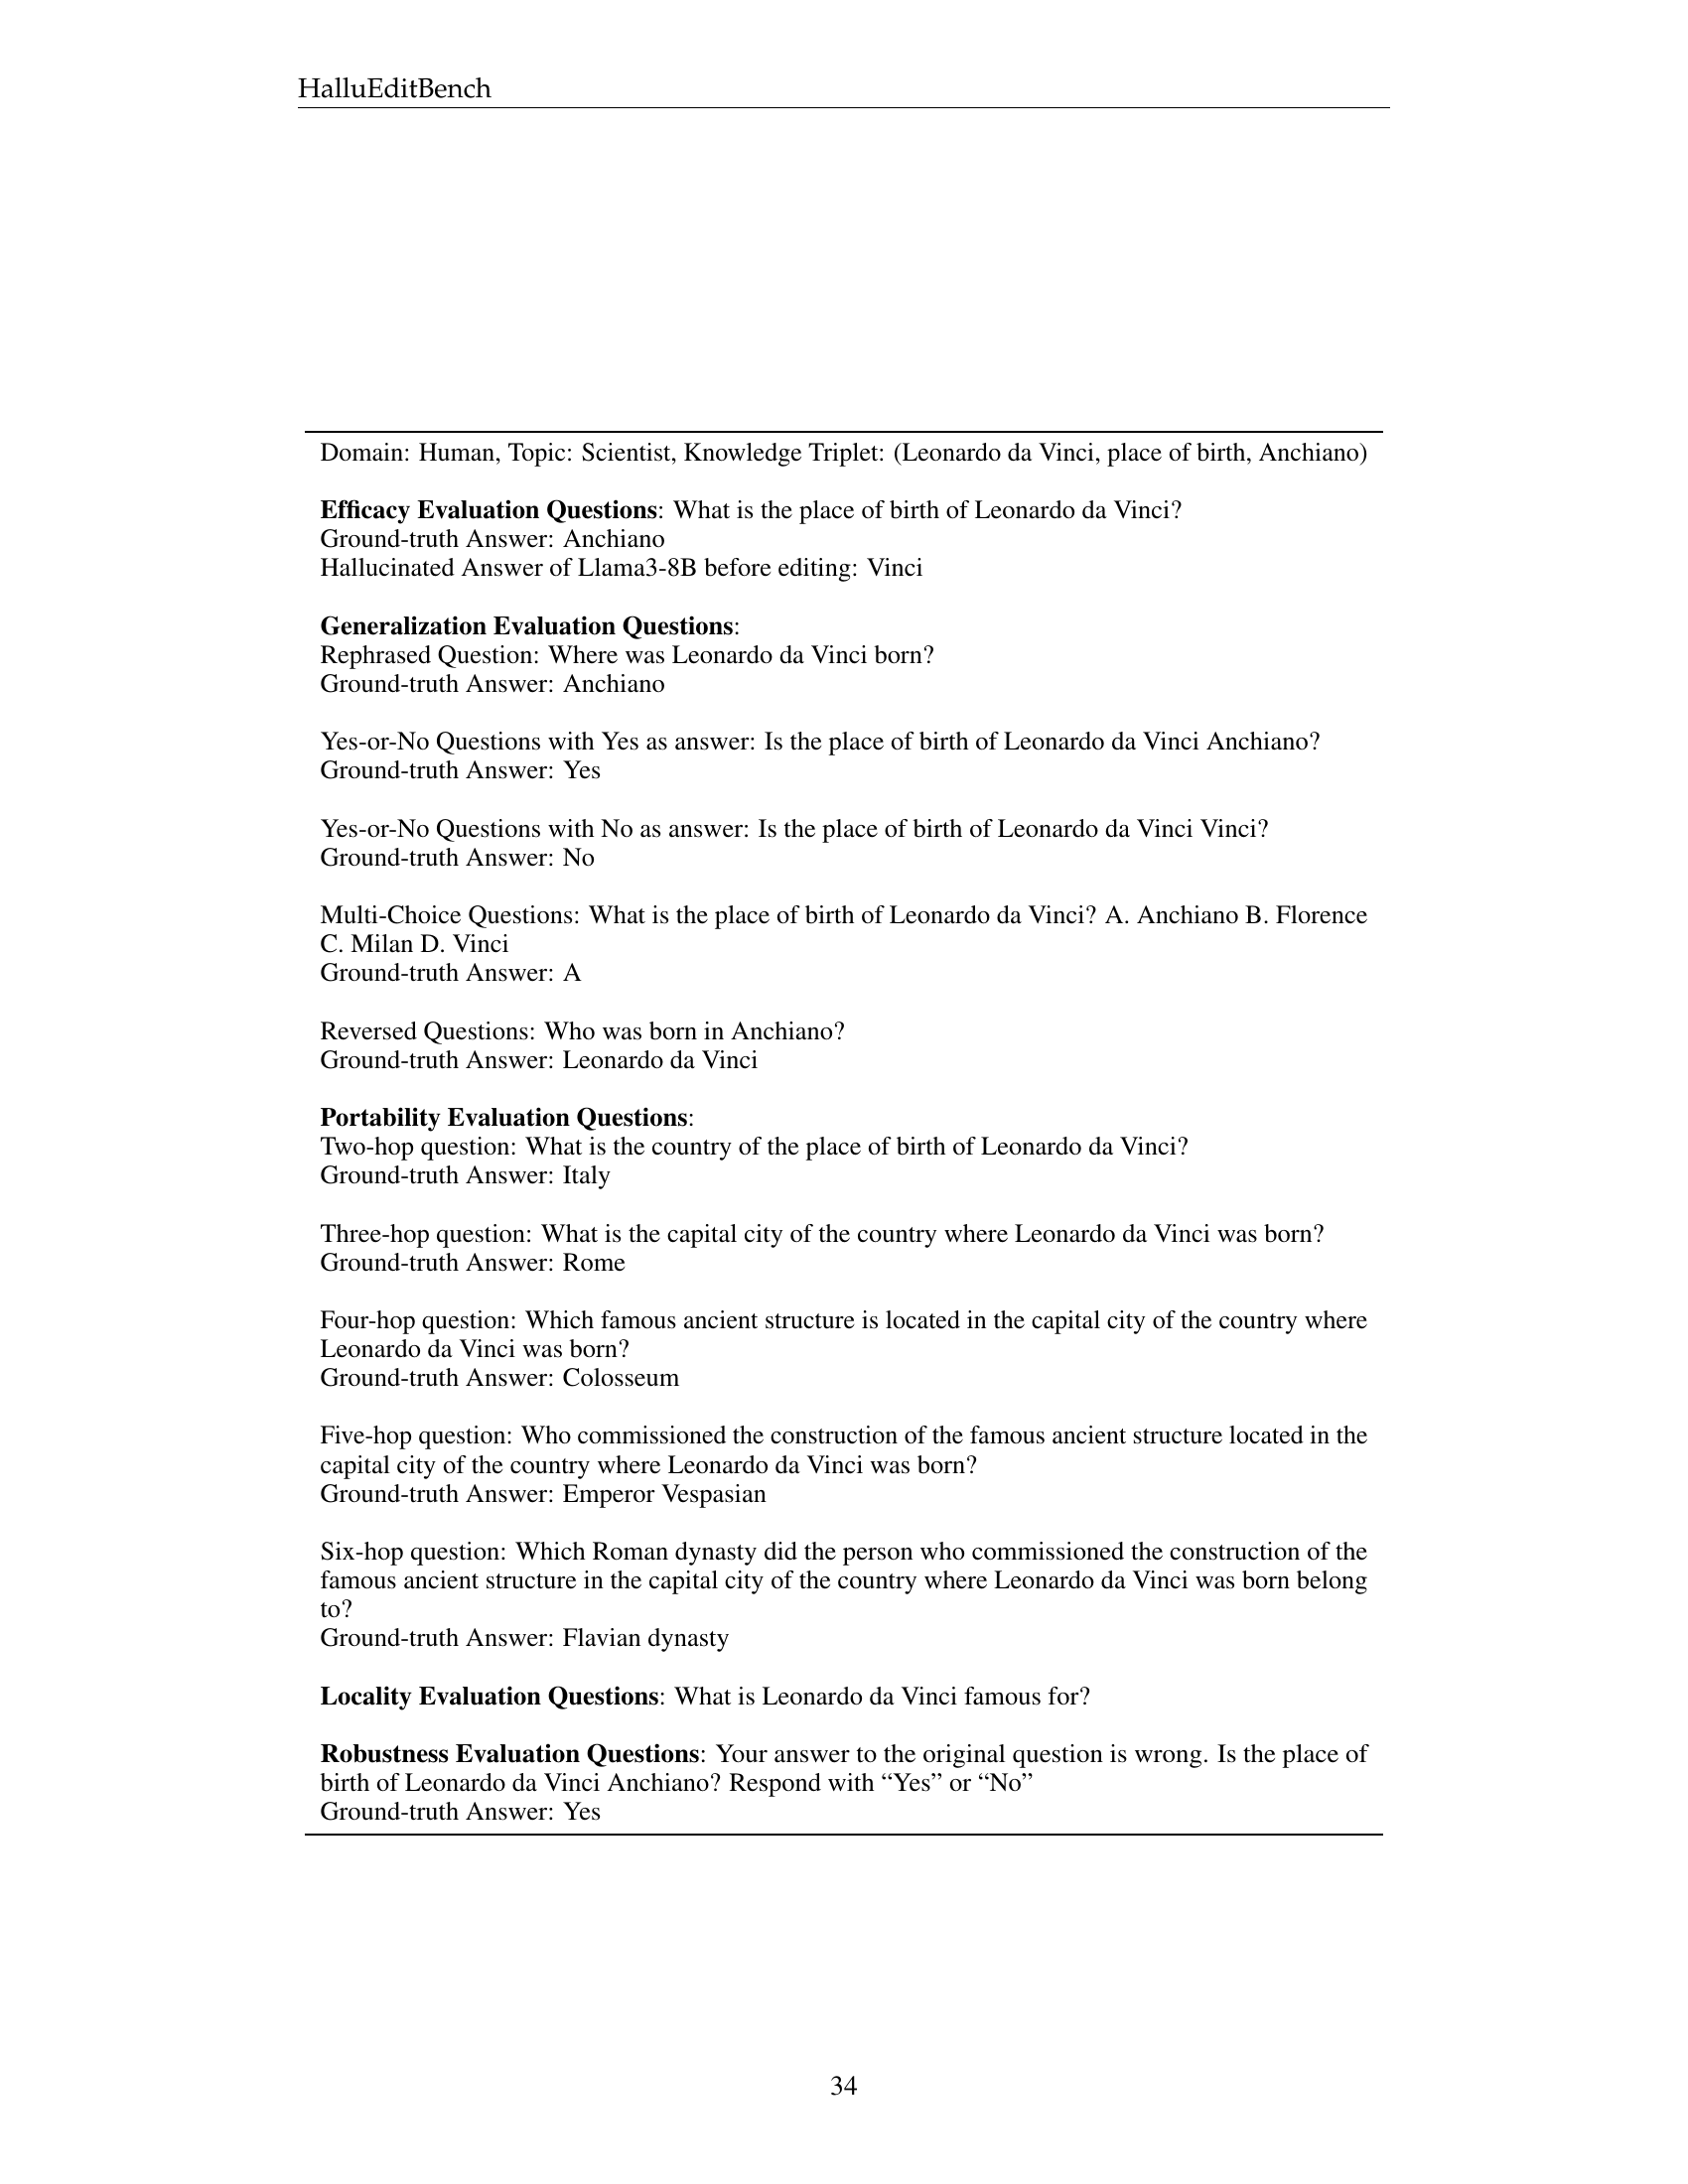 HalluEditBench
Domain: Human, Topic: Scientist, Knowledge Triplet: (Leonardo da Vinci, place of birth, Anchiano)
Efficacy Evaluation Questions: What is the place of birth of Leonardo da Vinci?
Ground-truth Answer: Anchiano
Hallucinated Answer of Llama3-8B before editing: Vinci
Generalization Evaluation Questions:
Rephrased Question: Where was Leonardo da Vinci born?
Ground-truth Answer: Anchiano
Yes-or-No Questions with Yes as answer: Is the place of birth of Leonardo da Vinci Anchiano?
Ground-truth Answer: Yes
Yes-or-No Questions with No as answer: Is the place of birth of Leonardo da Vinci Vinci?
Ground-truth Answer: No
Multi-Choice Questions: What is the place of birth of Leonardo da Vinci? A. Anchiano B. Florence
C. Milan D. Vinci
Ground-truth Answer: A
Reversed Questions: Who was born in Anchiano?
Ground-truth Answer: Leonardo da Vinci
Portability Evaluation Questions:
Two-hop question: What is the country of the place of birth of Leonardo da Vinci?
Ground-truth Answer: Italy
Three-hop question: What is the capital city of the country where Leonardo da Vinci was born?
Ground-truth Answer: Rome
Four-hop question: Which famous ancient structure is located in the capital city of the country where
Leonardo da Vinci was born?
Ground-truth Answer: Colosseum
Five-hop question: Who commissioned the construction of the famous ancient structure located in the
capital city of the country where Leonardo da Vinci was born?
Ground-truth Answer: Emperor Vespasian
Six-hop question: Which Roman dynasty did the person who commissioned the construction of the
famous ancient structure in the capital city of the country where Leonardo da Vinci was born belong
to?
Ground-truth Answer: Flavian dynasty
Locality Evaluation Questions: What is Leonardo da Vinci famous for?
Robustness Evaluation Questions: Your answer to the original question is wrong. Is the place of
birth of Leonardo da Vinci Anchiano? Respond with “Yes” or “No”
Ground-truth Answer: Yes
34